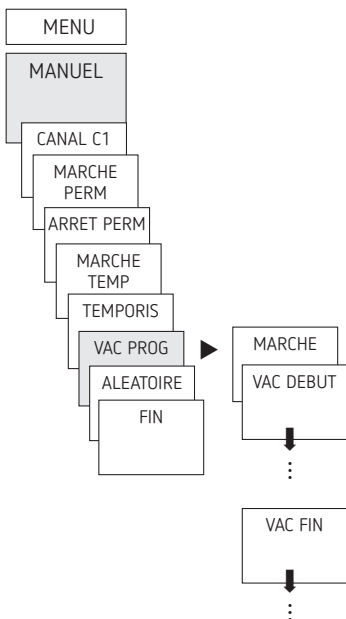 MENU
MANUEL
CANAL C1
MARCHE
PERM
ARRET PERM
MARCHE
TEMP
TEMPORIS
VAC PROG
ALEATOIRE
FIN
MARCHE
VAC DEBUT
VAC FIN